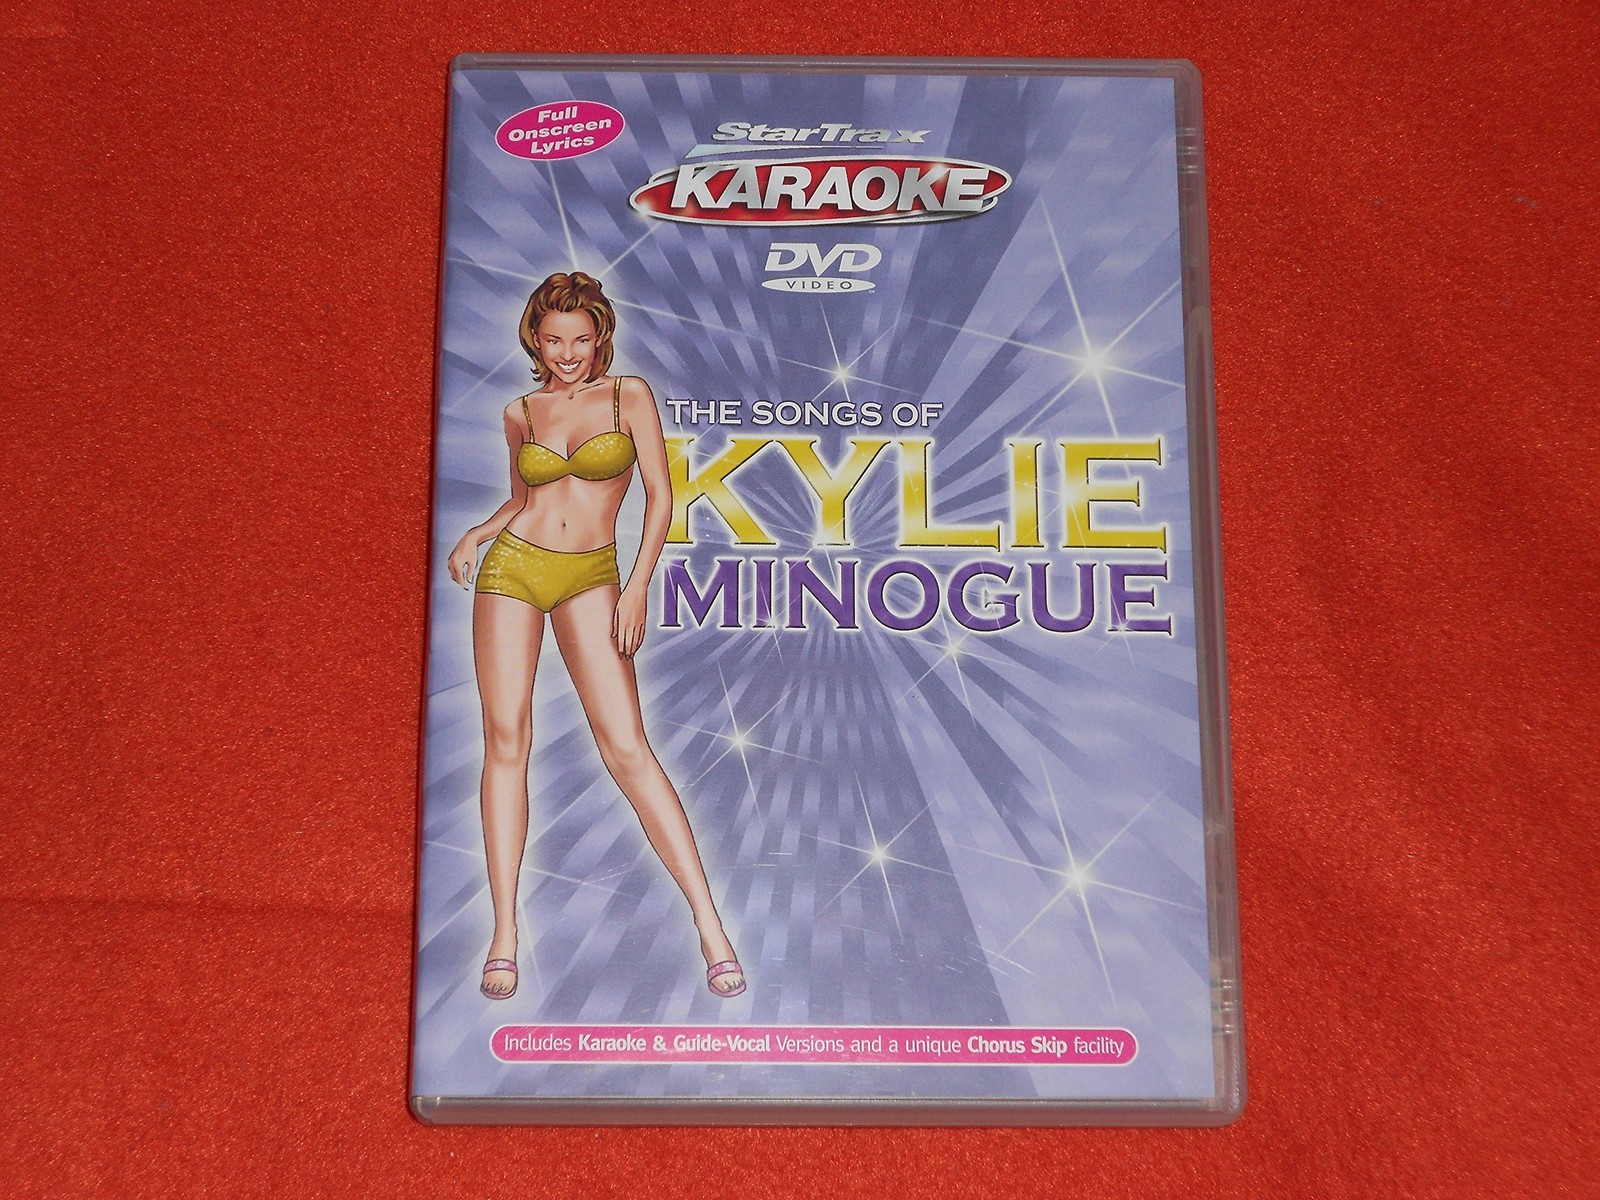 Full
Onscreen
Lyrics
StarTrax
KARAOKE
DVD
VIDEO
THE SONGS OF
KYLIE
MINOGUE
Includes Karaoke & Guide-Vocal Versions and a unique Chorus Skip facility